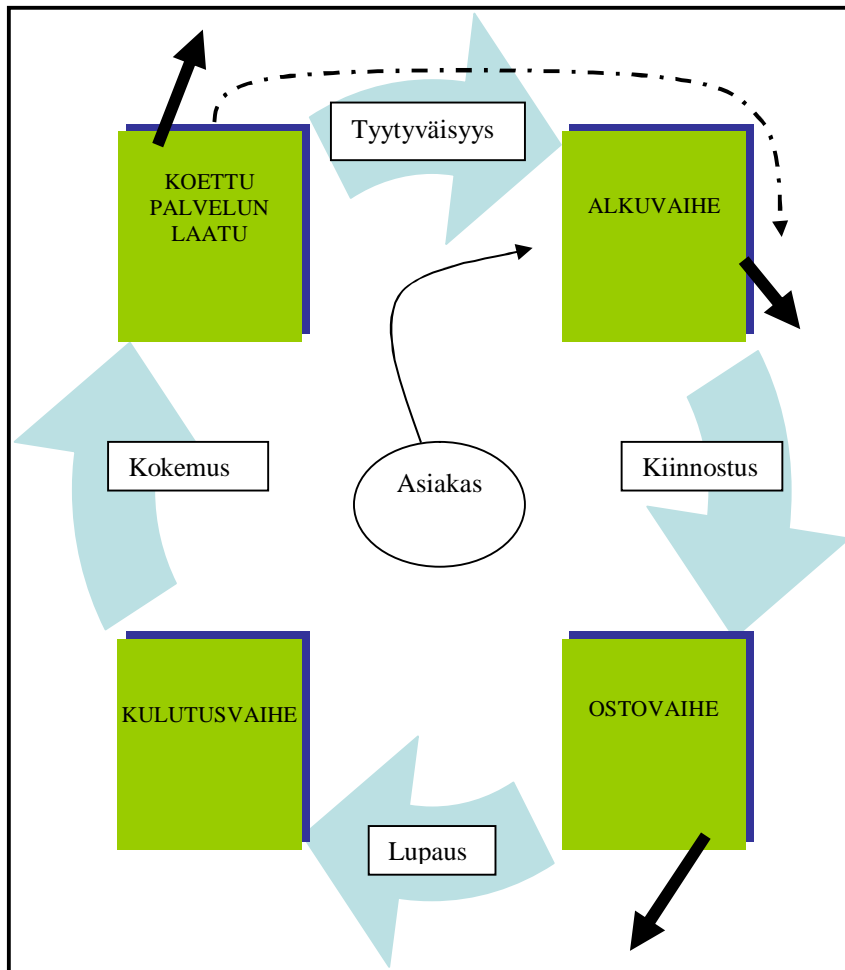 Tyytyväisyys
KOETTU
PALVELUN
LAATU
ALKUVAIHE
Kokemus
Asiakas
Kiinnostus
KULUTUSVAIHE
OSTOVAIHE
Lupaus